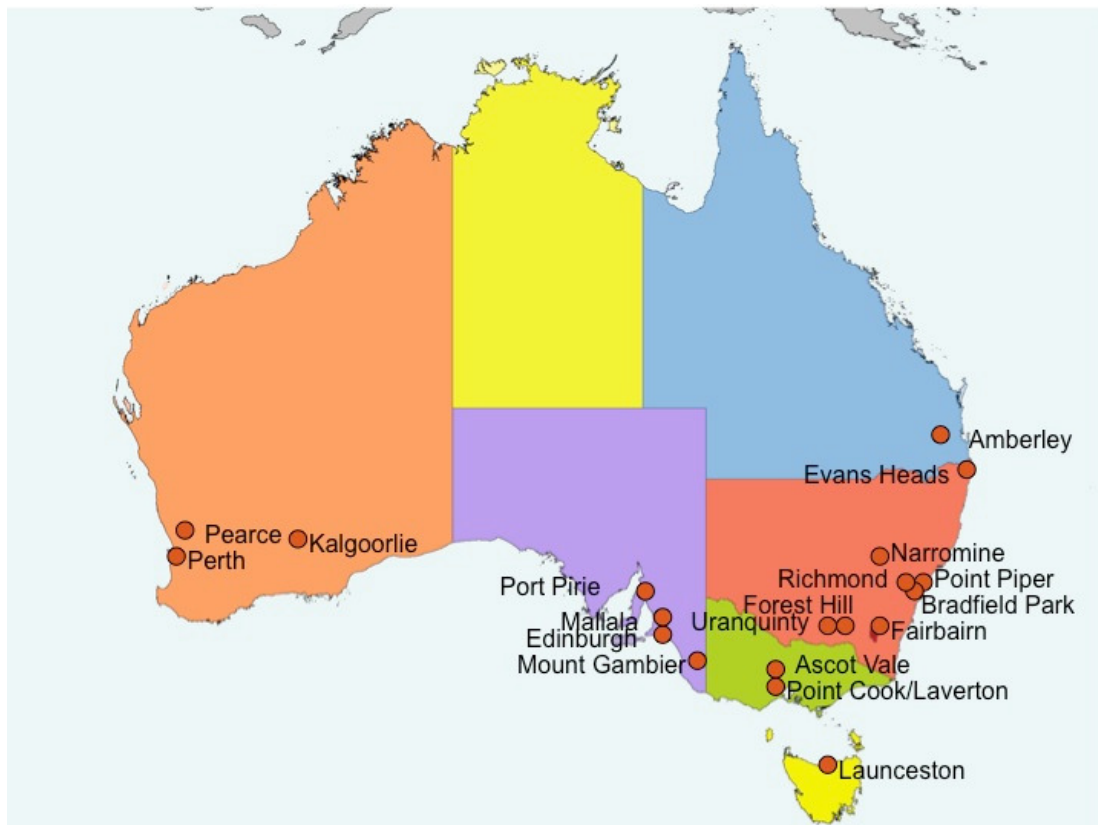 Amberley
Evans Heads
Pearce
Kalgoorlie
Perth
Narromine
Port Pirie
Richmond
Point Piper
Forest Hill
Bradfield Park
Mallala
Uranquinty
Fairbairn
Edinburgh
Mount Gambier
Ascot Vale
Point Cook/Laverton
Launceston